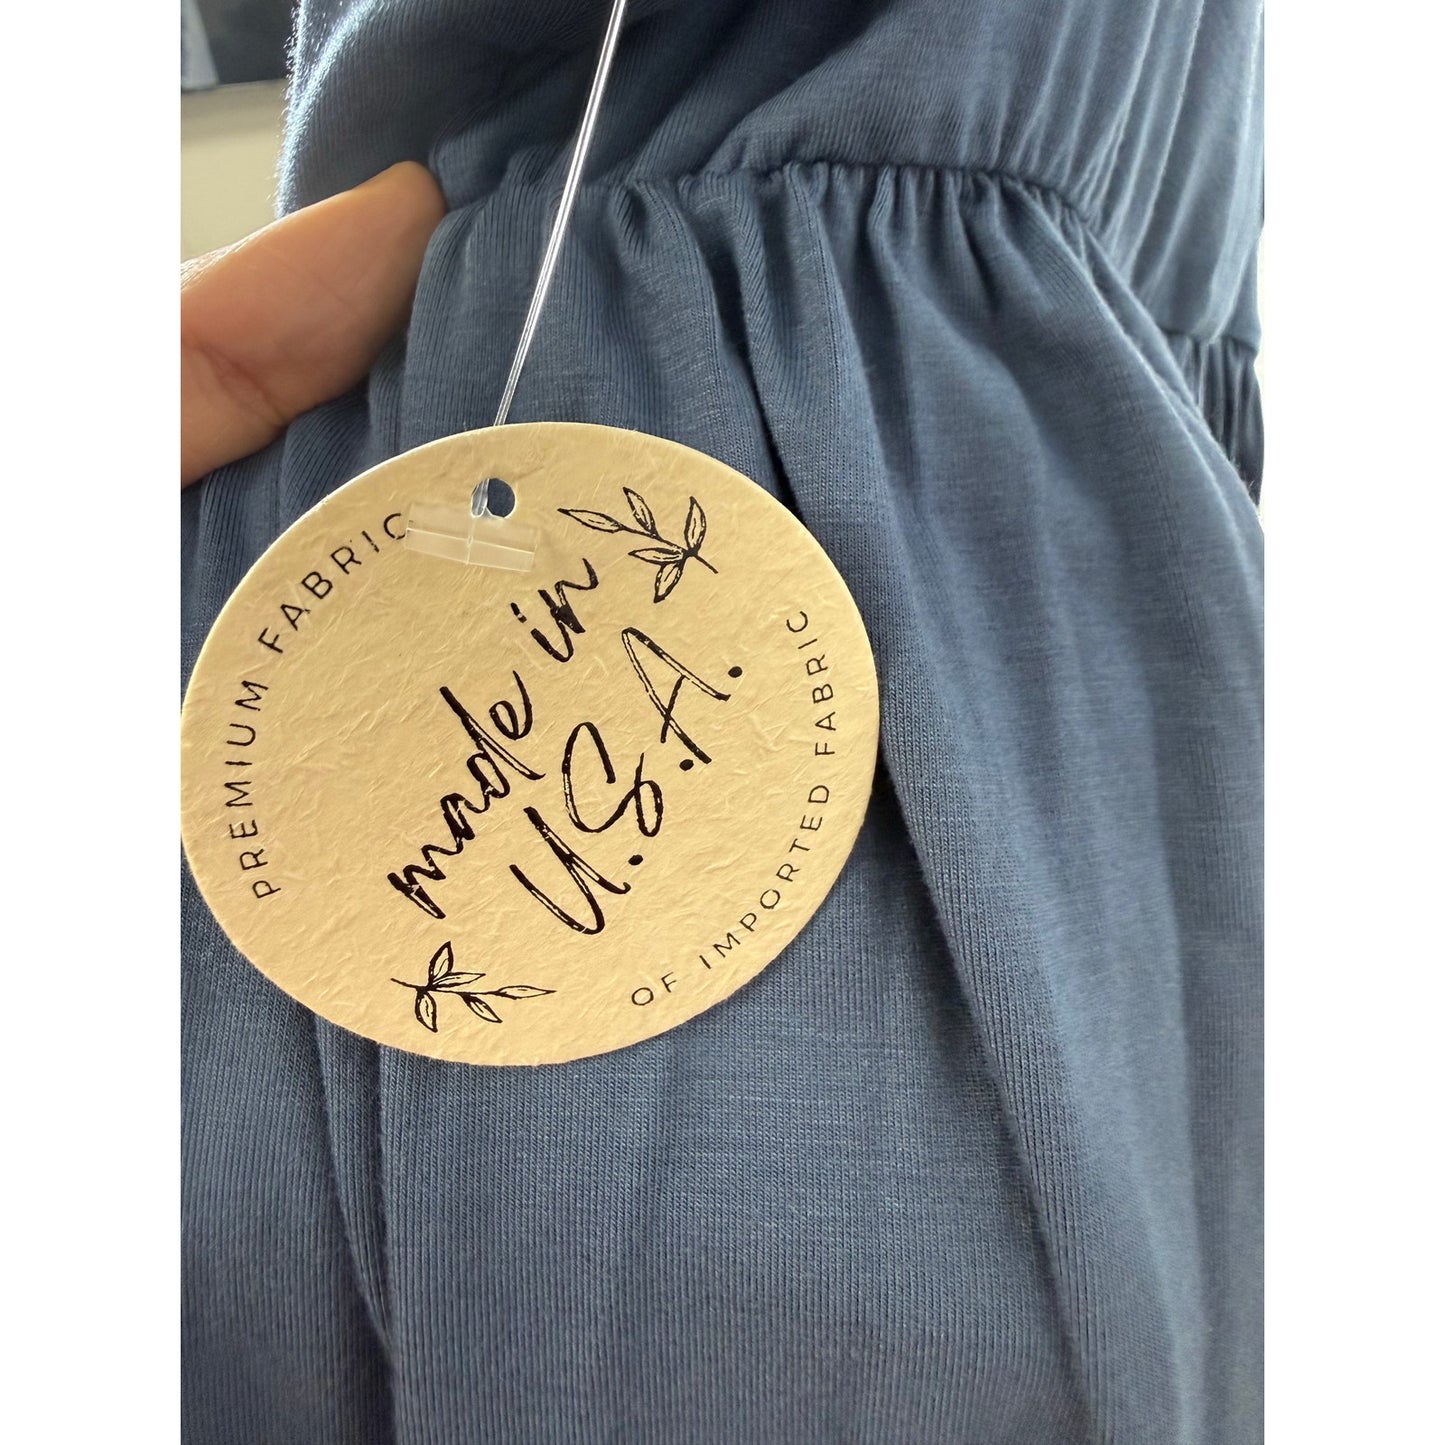 PREMIUM FABRIC
made in
U.S.A.
OF IMPORTED FABRIC